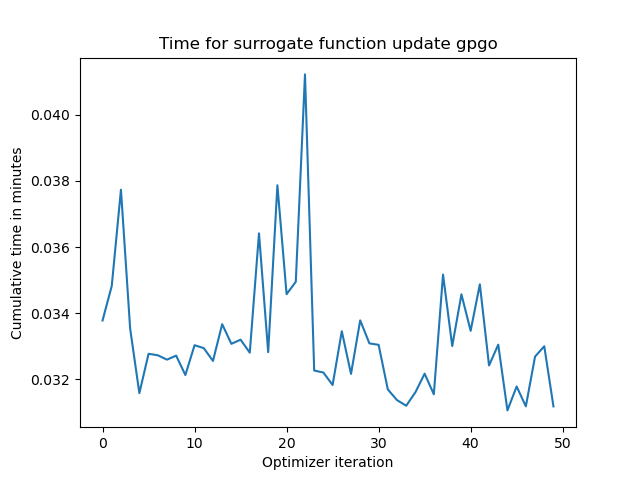 Time for surrogate function update gpgo
Cumulative time in minutes
0.040
0.038
0.036
0.034
0.032
0 10 20 30 40 50
Optimizer iteration